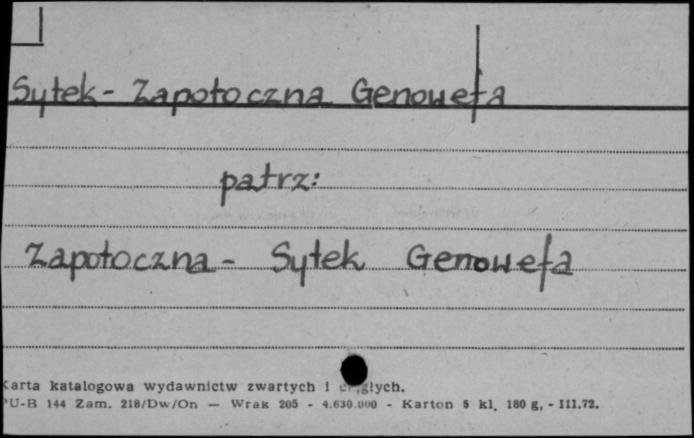 Sytek - Zapotoczna Genowefa
patrz:
Zapotoczna - Sytek Genowefa
Karta katalogowa wydawnictw zwartych i ciągłych.
PU-B 144 Zam. 218/Dw/On — Wrak 205 - 4.630.000 - Karton 5 kl. 180 g. - III.72.